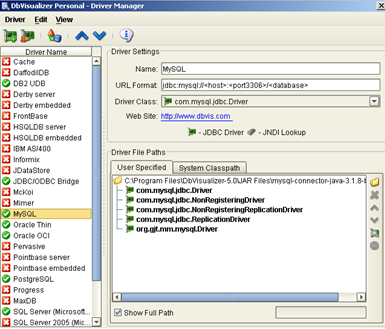 DbVisualizer Personal - Driver Manager
Driver Edit View
Driver Name
Cache
DaffodilDB
DB2 UDB
Derby server
Derby embedded
FrontBase
HSQLDB server
HSQLDB embedded
IBM AS/400
Informix
JDataStore
JDBC/ODBC Bridge
McKoi
Mimer
MySQL
Oracle Thin
Oracle OCI
Pervasive
Pointbase server
Pointbase embedded
PostgreSQL
Progress
MaxDB
SQL Server (Microsoft...
SQL Server 2005 (Mic...
Driver Settings
Name: MySQL
URL Format: jdbc:mysql://<host>:<port3306>/<database>
Driver Class: com.mysql.jdbc.Driver
Web Site: http://www.dbvis.com
- JDBC Driver - JNDI Lookup
Driver File Paths
User Specified System Classpath
C:\Program Files\DbVisualizer-5.0\JAR Files\mysql-connector-java-3.1.8-
com.mysql.jdbc.Driver
com.mysql.jdbc.NonRegisteringDriver
com.mysql.jdbc.NonRegisteringReplicationDriver
com.mysql.jdbc.ReplicationDriver
org.gjt.mm.mysql.Driver
Show Full Path